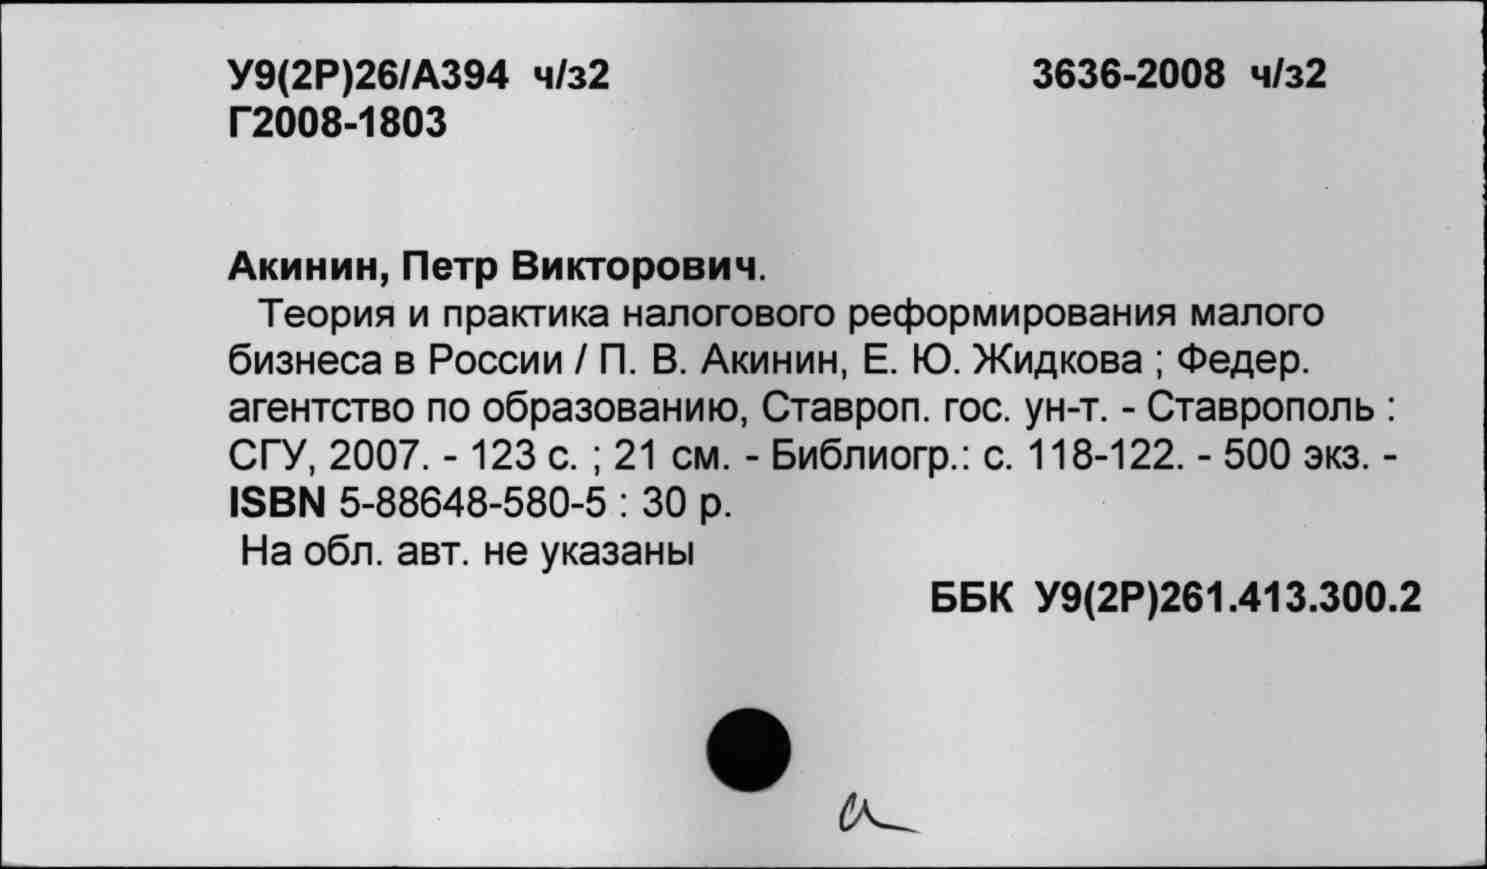 У9(2Р)26/А394 ч/з2 3636-2008 ч/з2
Г2008-1803
Акинин, Петр Викторович.
Теория и практика налогового реформирования малого
бизнеса в России / П. В. Акинин, Е. Ю. Жидкова ; Федер.
агентство по образованию, Ставроп. гос. ун-т. - Ставрополь :
СГУ, 2007. - 123 с. ; 21 см. - Библиогр.: с. 118-122. - 500 экз. -
ISBN 5-88648-580-5 : 30 р.
На обл. авт. не указаны
ББК У9(2Р)261.413.300.2